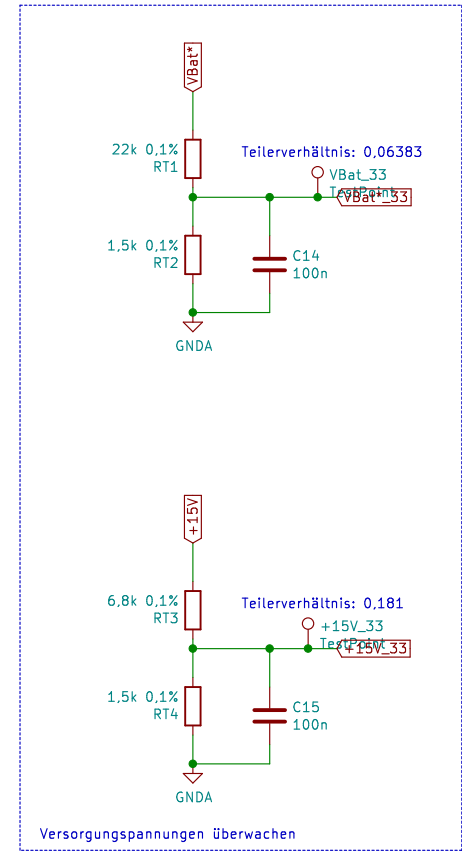 VBat*
Teilerverhältnis: 0,06383
22k 0,1%
RT1
VBat_33
TestPoint
VBat*_33
1,5k 0,1%
RT2
C14
100n
GNDA
+15V
Teilerverhältnis: 0,181
6,8k 0,1%
RT3
+15V_33
TestPoint
+15V_33
1,5k 0,1%
RT4
C15
100n
GNDA
Versorgungspannungen überwachen